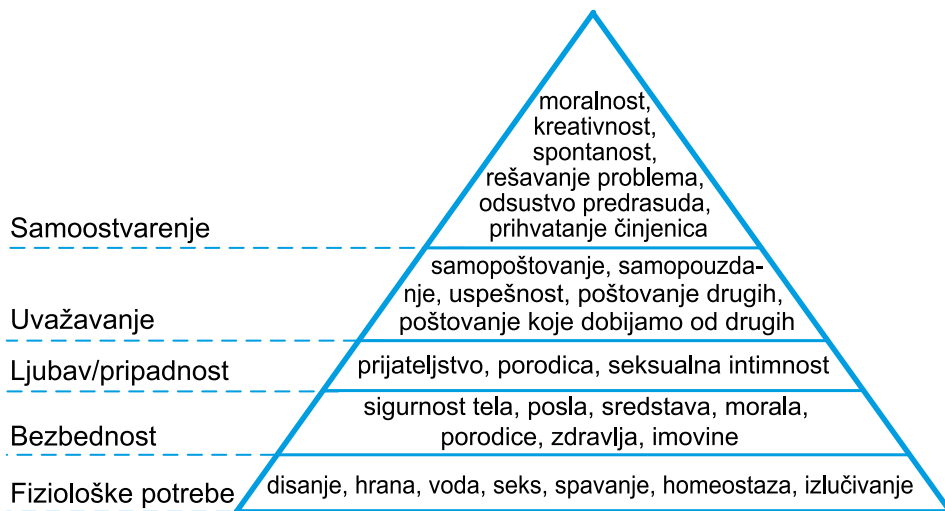 moralnost,
kreativnost,
spontanost,
rešavanje problema,
odsustvo predrasuda,
prihvatanje činjenica
Samoostvarenje
samopoštovanje, samopouzda-
nje, uspešnost, poštovanje drugih,
poštovanje koje dobijamo od drugih
Uvažavanje
prijateljstvo, porodica, seksualna intimnost
Ljubav/pripadnost
sigurnost tela, posla, sredstava, morala,
porodice, zdravlja, imovine
Bezbednost
disanje, hrana, voda, seks, spavanje, homeostaza, izlučivanje
Fiziološke potrebe